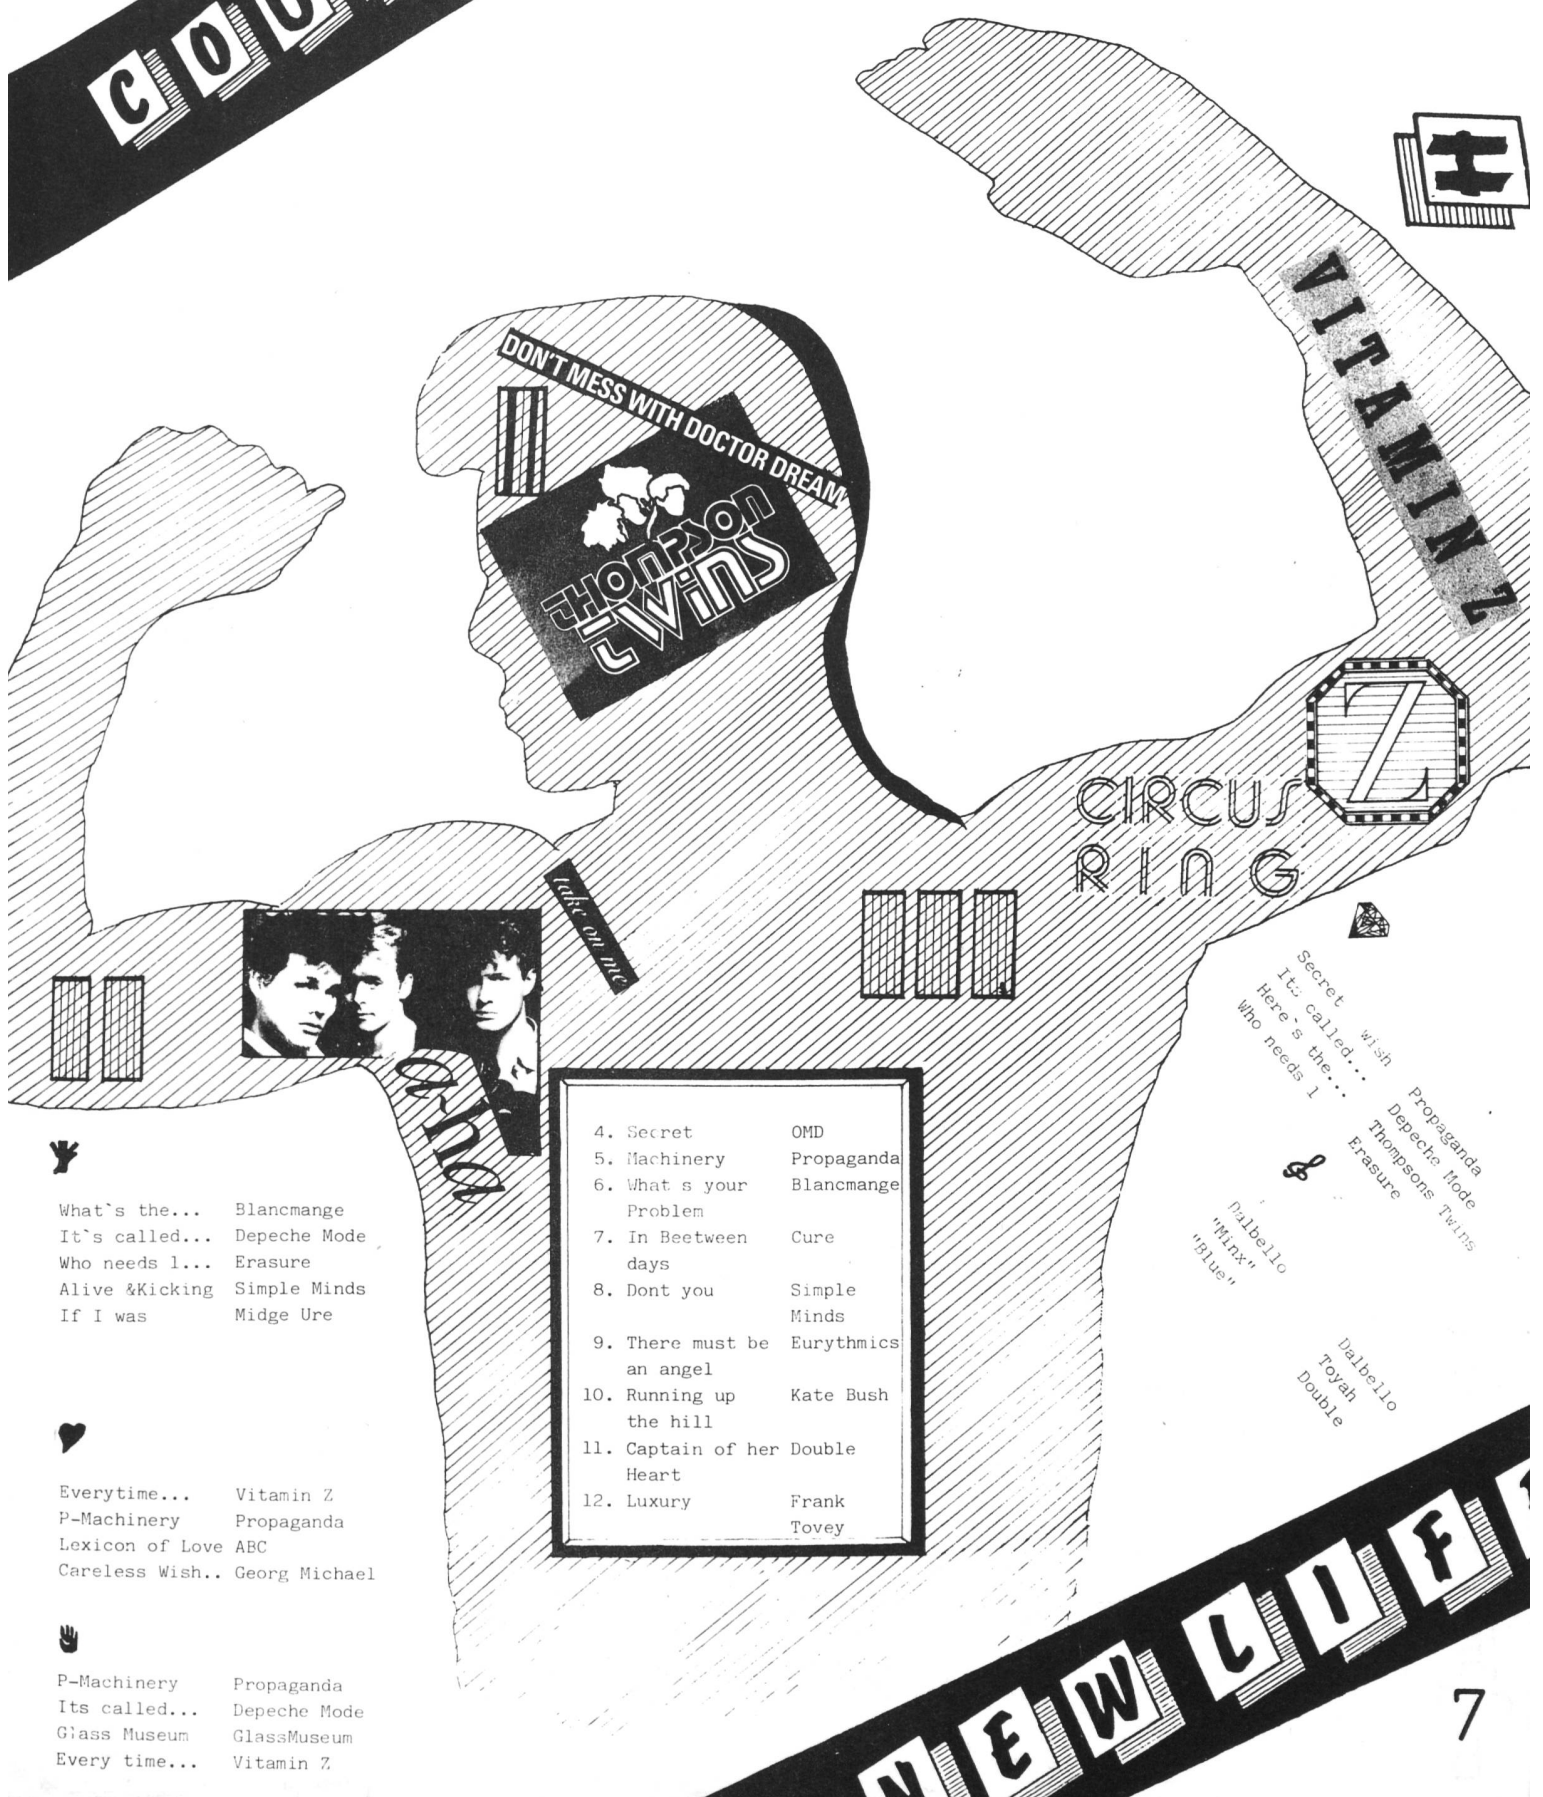 COU
H
VITAMIN Z
DON'T MESS WITH DOCTOR DREAM
THOMPSON
TWINS
Z
CIRCUS
RING
take on me
a-ha
4. Secret OMD
5. Machinery Propaganda
6. What s your Blancmange
Problem
7. In Beetween Cure
days
8. Dont you Simple
Minds
9. There must be Eurythmics
an angel
10. Running up Kate Bush
the hill
11. Captain of her Double
Heart
12. Luxury Frank
Tovey
What`s the... Blancmange
It`s called... Depeche Mode
Who needs l... Erasure
Alive &Kicking Simple Minds
If I was Midge Ure
Everytime... Vitamin Z
P-Machinery Propaganda
Lexicon of Love ABC
Careless Wish.. Georg Michael
P-Machinery Propaganda
Its called... Depeche Mode
Glass Museum GlassMuseum
Every time... Vitamin Z
Secret wish Propaganda
Its called.... Depeche Mode
Here`s the... Thompsons Twins
Who needs l Erasure
Dalbello Dalbello
"Minx" Toyah
"Blue" Double
NEW LIF
7